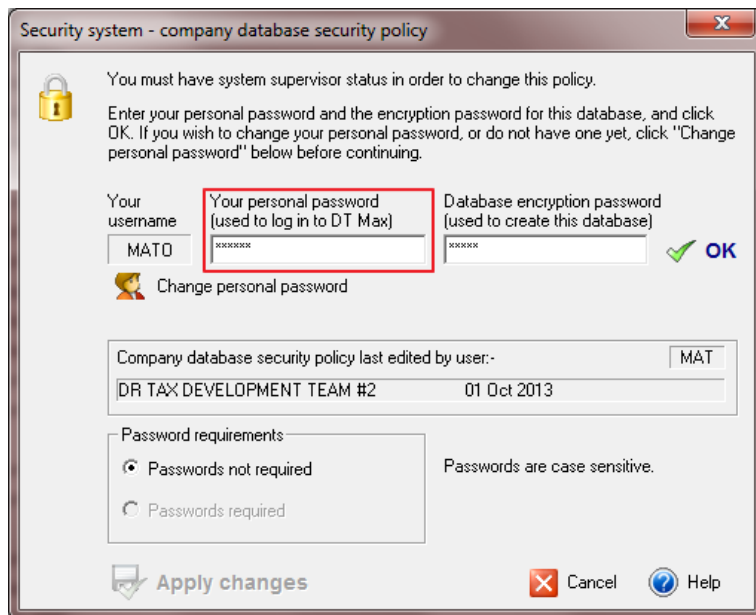 Security system - company database security policy
You must have system supervisor status in order to change this policy.
Enter your personal password and the encryption password for this database, and click
OK. If you wish to change your personal password, or do not have one yet, click "Change
personal password" below before continuing.
Your
username
Your personal password
(used to log in to DT Max)
Database encryption password
(used to create this database)
MATO
××××××
×××××
OK
Change personal password
Company database security policy last edited by user:-
MAT
DR TAX DEVELOPMENT TEAM #2 01 Oct 2013
Password requirements
Passwords not required
Passwords are case sensitive.
Passwords required
Apply changes
Cancel
Help